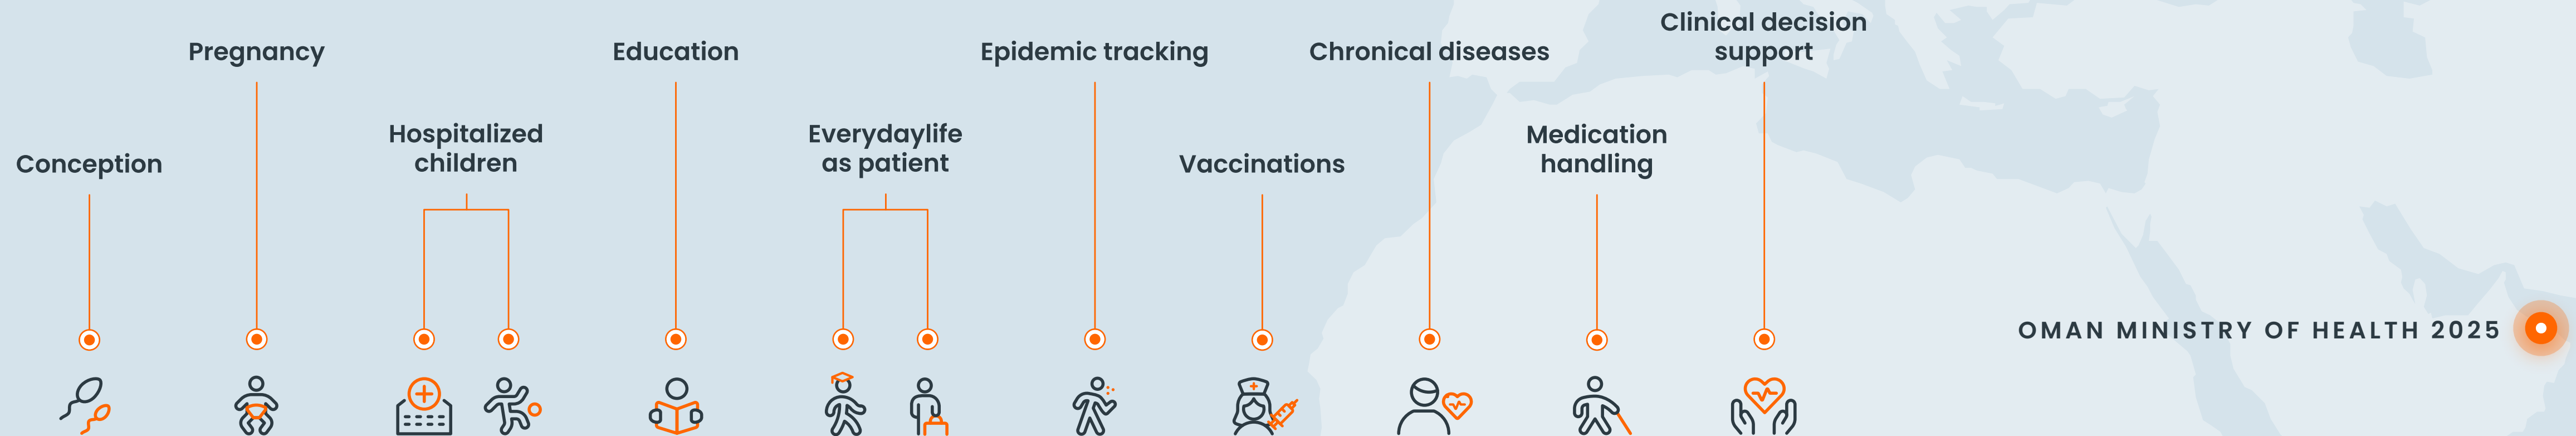 Conception
Pregnancy
Hospitalized
children
Education
Everydaylife
as patient
Epidemic tracking
Vaccinations
Chronical diseases
Medication
handling
Clinical decision
support
OMAN MINISTRY OF HEALTH 2025